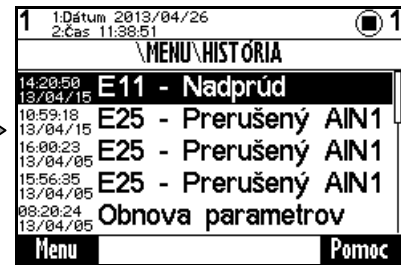 1 1:Dátum 2013/04/26 1
2:Čas 11:38:51
\MENU\HISTÓRIA
14:20:50 E11 - Nadprúd
13/04/15
10:59:18 E25 - Prerušený AIN1
13/04/15
16:00:23 E25 - Prerušený AIN1
13/04/05
15:56:35 E25 - Prerušený AIN1
13/04/05
08:20:24 Obnova parametrov
13/04/05
Menu Pomoc